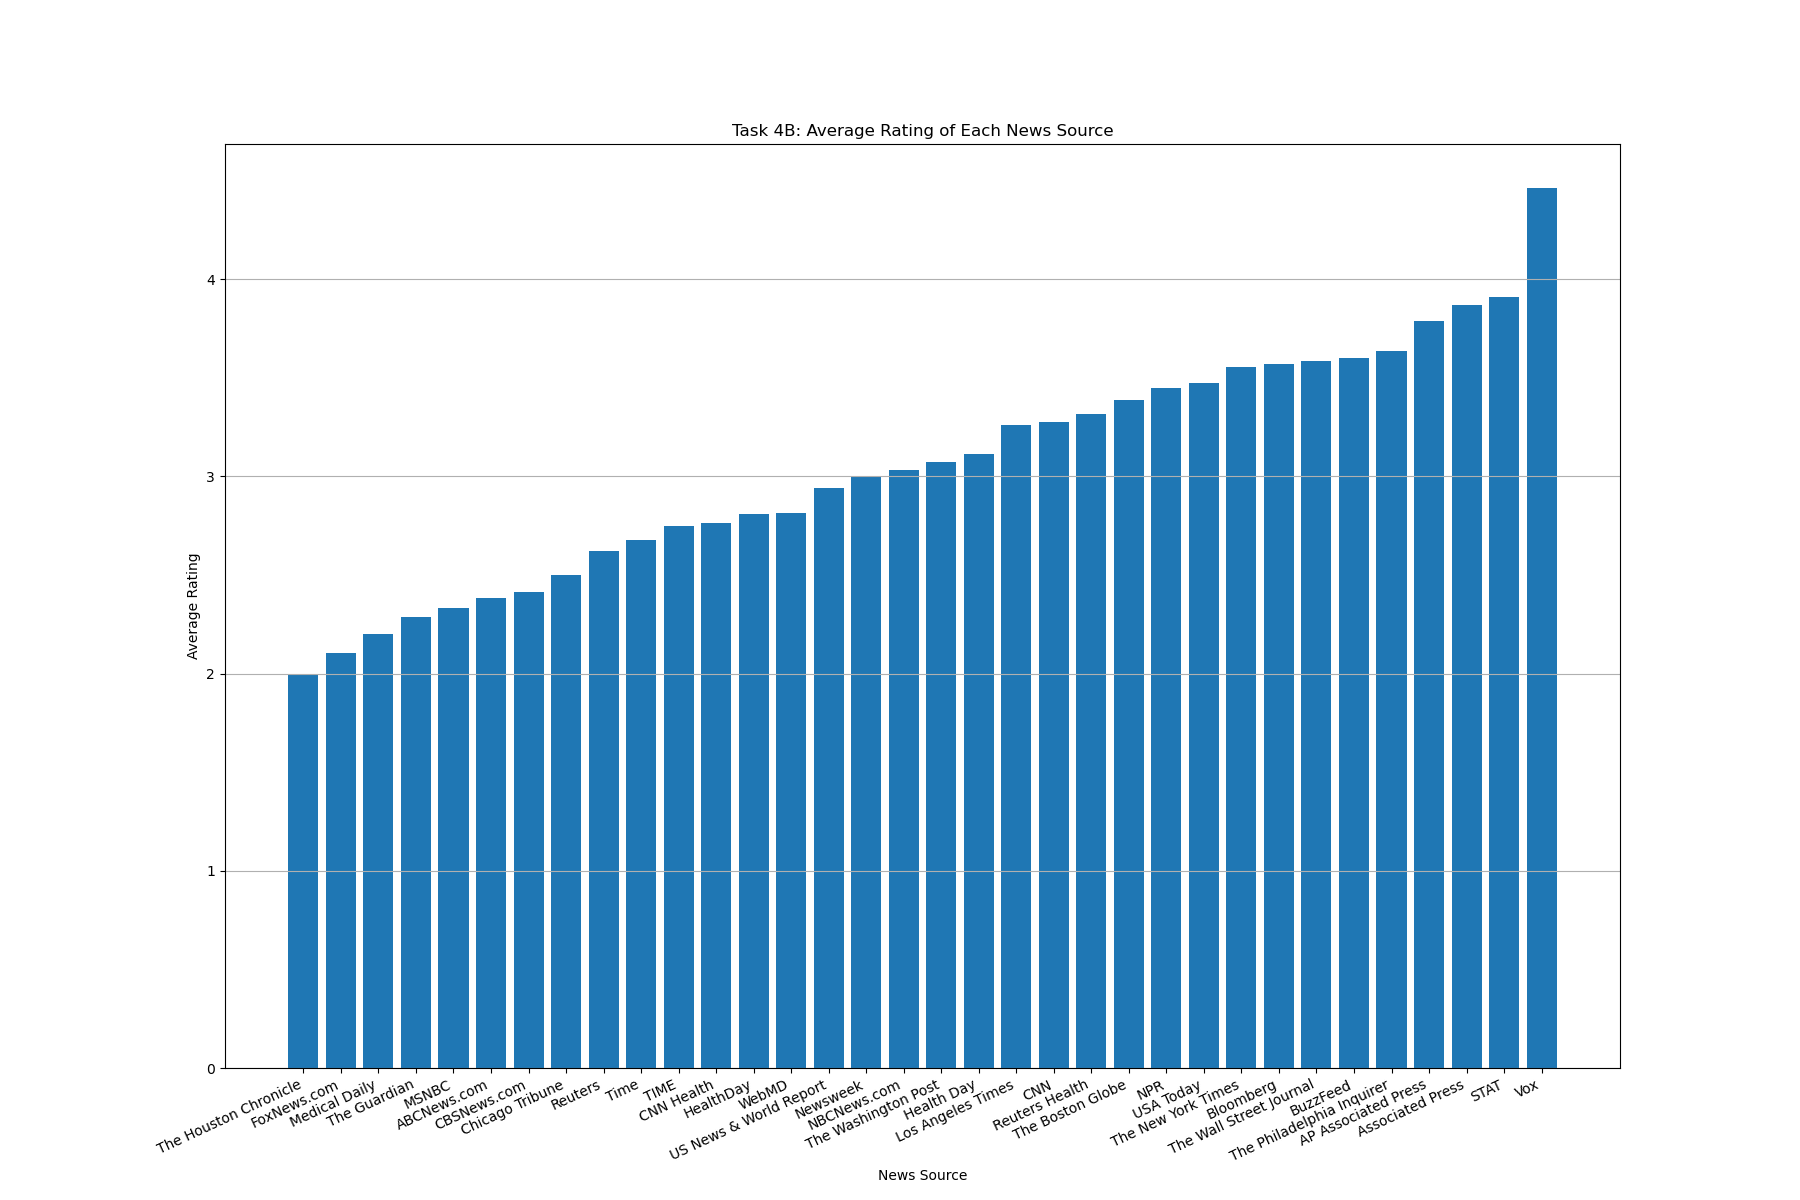 Task 4B: Average Rating of Each News Source
Average Rating
4
3
2
1
0
The Houston Chronicle
FoxNews.com
Medical Daily
The Guardian
MSNBC
ABCNews.com
CBSNews.com
Chicago Tribune
Reuters
Time
TIME
CNN Health
HealthDay
WebMD
US News & World Report
Newsweek
NBCNews.com
The Washington Post
Health Day
Los Angeles Times
CNN
Reuters Health
The Boston Globe
NPR
USA Today
The New York Times
Bloomberg
The Wall Street Journal
BuzzFeed
The Philadelphia Inquirer
AP Associated Press
Associated Press
STAT
Vox
News Source